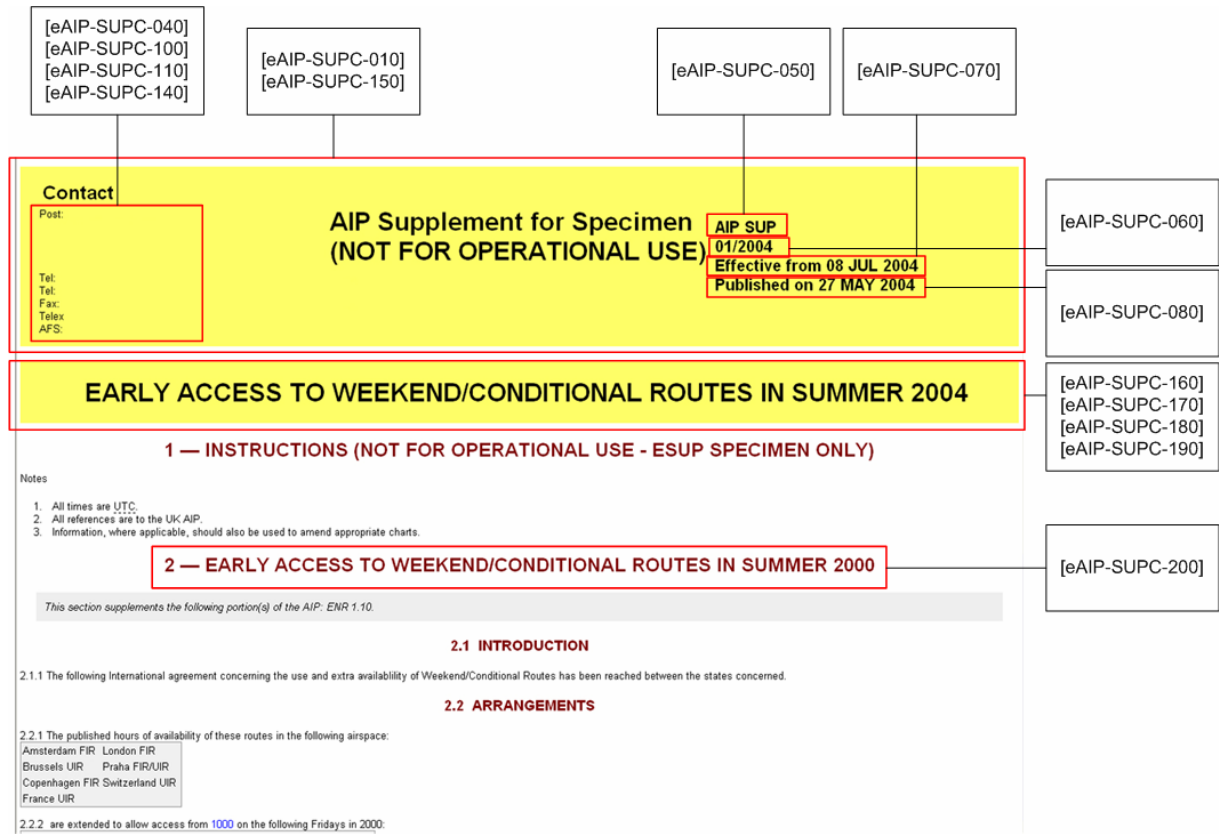 [eAIP-SUPC-040]
[eAIP-SUPC-100]
[eAIP-SUPC-110]
[eAIP-SUPC-140]
[eAIP-SUPC-010]
[eAIP-SUPC-150]
[eAIP-SUPC-050]
[eAIP-SUPC-070]
Contact
Post:
Tel:
Tel:
Fax:
Telex
AFS:
AIP Supplement for Specimen
(NOT FOR OPERATIONAL USE)
AIP SUP
01/2004
Effective from 08 JUL 2004
Published on 27 MAY 2004
[eAIP-SUPC-060]
[eAIP-SUPC-080]
EARLY ACCESS TO WEEKEND/CONDITIONAL ROUTES IN SUMMER 2004
[eAIP-SUPC-160]
[eAIP-SUPC-170]
[eAIP-SUPC-180]
[eAIP-SUPC-190]
1 — INSTRUCTIONS (NOT FOR OPERATIONAL USE - ESUP SPECIMEN ONLY)
Notes
1. All times are UTC.
2. All references are to the UK AIP.
3. Information, where applicable, should also be used to amend appropriate charts.
2 — EARLY ACCESS TO WEEKEND/CONDITIONAL ROUTES IN SUMMER 2000
[eAIP-SUPC-200]
This section supplements the following portion(s) of the AIP: ENR 1.10.
2.1 INTRODUCTION
2.1.1 The following International agreement concerning the use and extra availablility of Weekend/Conditional Routes has been reached between the states concerned.
2.2 ARRANGEMENTS
2.2.1 The published hours of availability of these routes in the following airspace:
Amsterdam FIR London FIR
Brussels UIR Praha FIR/UIR
Copenhagen FIR Switzerland UIR
France UIR
2.2.2 are extended to allow access from 1000 on the following Fridays in 2000: